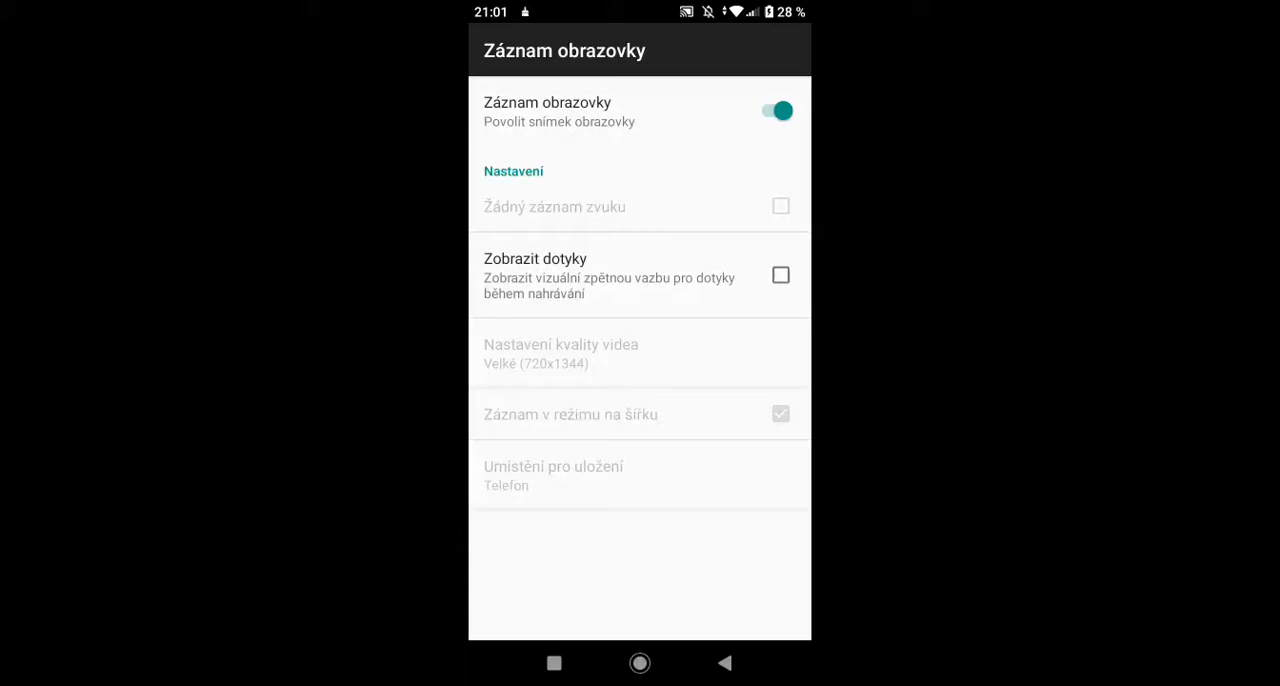 21:01 28 %
Záznam obrazovky
Záznam obrazovky
Povolit snímek obrazovky
Nastavení
Žádný záznam zvuku
Zobrazit dotyky
Zobrazit vizuální zpětnou vazbu pro dotyky
během nahrávání
Nastavení kvality videa
Velké (720x1344)
Záznam v režimu na šířku
Umístění pro uložení
Telefon